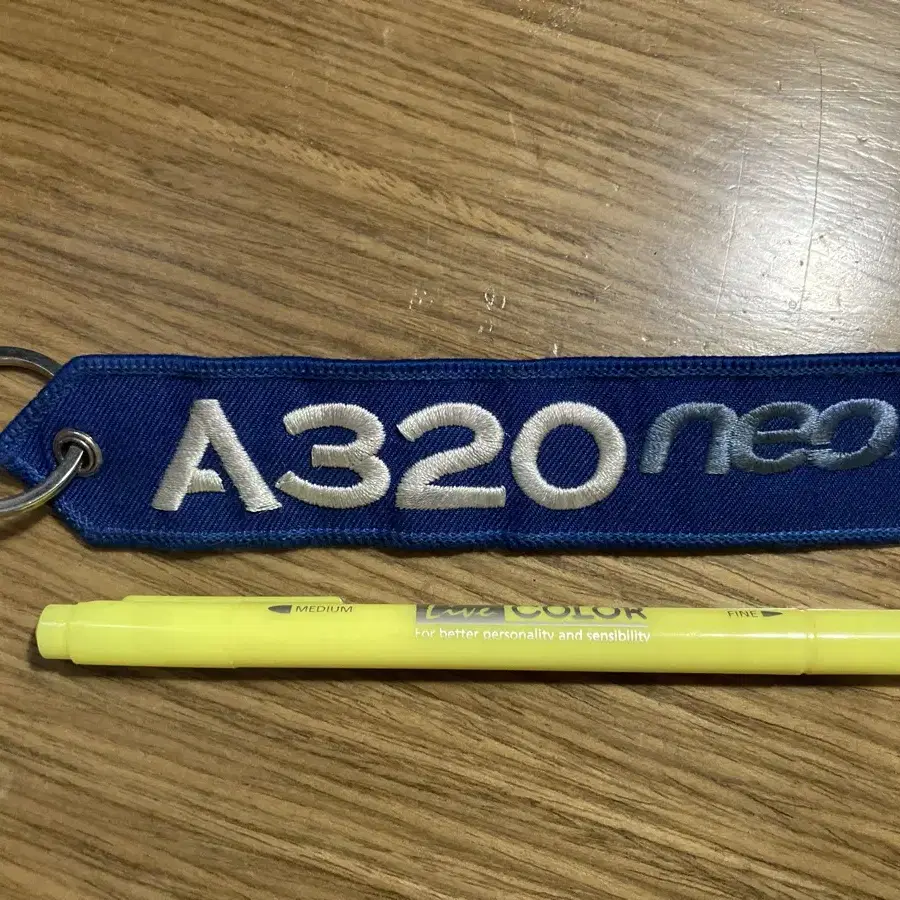 A320neo
MEDIUM Live COLOR FINE
For better personality and sensibility